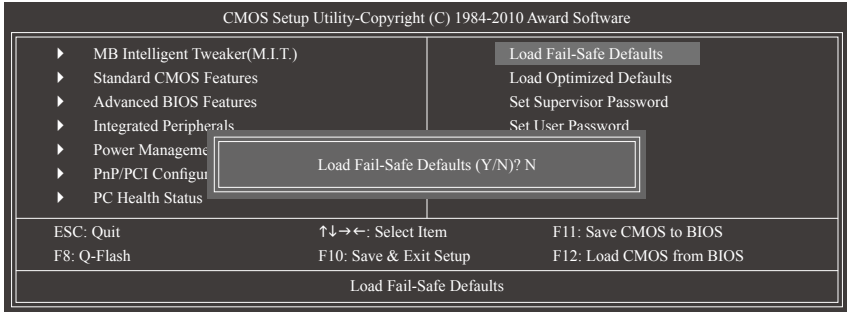 CMOS Setup Utility-Copyright (C) 1984-2010 Award Software
MB Intelligent Tweaker(M.I.T.)
Standard CMOS Features
Advanced BIOS Features
Integrated Peripherals
Power Manageme
PnP/PCI Configur
PC Health Status
Load Fail-Safe Defaults
Load Optimized Defaults
Set Supervisor Password
Set User Password
Load Fail-Safe Defaults (Y/N)? N
ESC: Quit ↑↓→←: Select Item F11: Save CMOS to BIOS
F8: Q-Flash F10: Save & Exit Setup F12: Load CMOS from BIOS
Load Fail-Safe Defaults